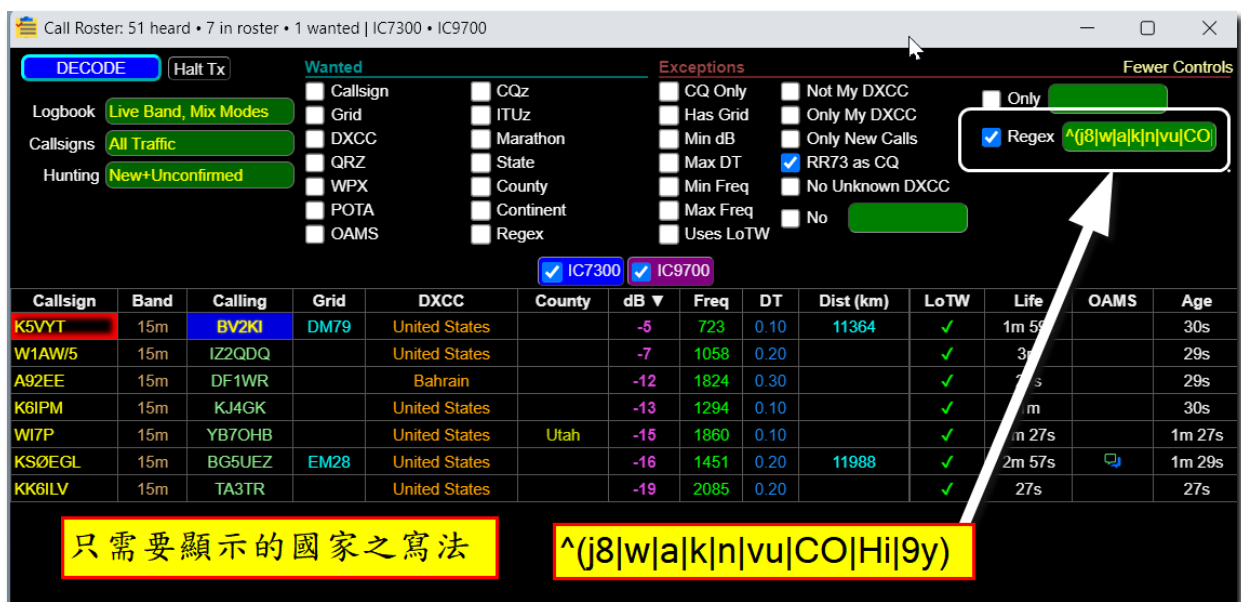 Call Roster: 51 heard • 7 in roster • 1 wanted | IC7300 • IC9700
DECODE Halt Tx Wanted Exceptions Fewer Controls
Callsign CQz CQ Only Not My DXCC Only
Logbook Live Band, Mix Modes Grid ITUz Has Grid Only My DXCC
Callsigns All Traffic DXCC Marathon Min dB Only New Calls Regex ^(j8|w|a|k|n|vu|CO|
QRZ State Max DT RR73 as CQ
Hunting New+Unconfirmed WPX County Min Freq No Unknown DXCC
POTA Continent Max Freq No
OAMS Regex Uses LoTW
IC7300 IC9700
Callsign Band Calling Grid DXCC County dB ▼ Freq DT Dist (km) LoTW Life OAMS Age
K5VYT 15m BV2KI DM79 United States -5 723 0.10 11364 ✓ 1m 30s
W1AW/5 15m IZ2QDQ United States -7 1058 0.20 ✓ 29s
A92EE 15m DF1WR Bahrain -12 1824 0.30 ✓ 29s
K6IPM 15m KJ4GK United States -13 1294 0.10 ✓ 30s
WI7P 15m YB7OHB United States Utah -15 1860 0.10 ✓ 27s 1m 27s
KSØEGL 15m BG5UEZ EM28 United States -16 1451 0.20 11988 ✓ 2m 57s 1m 29s
KK6ILV 15m TA3TR United States -19 2085 0.20 ✓ 27s 27s
只需要顯示的國家之寫法
^(j8|w|a|k|n|vu|CO|Hi|9y)